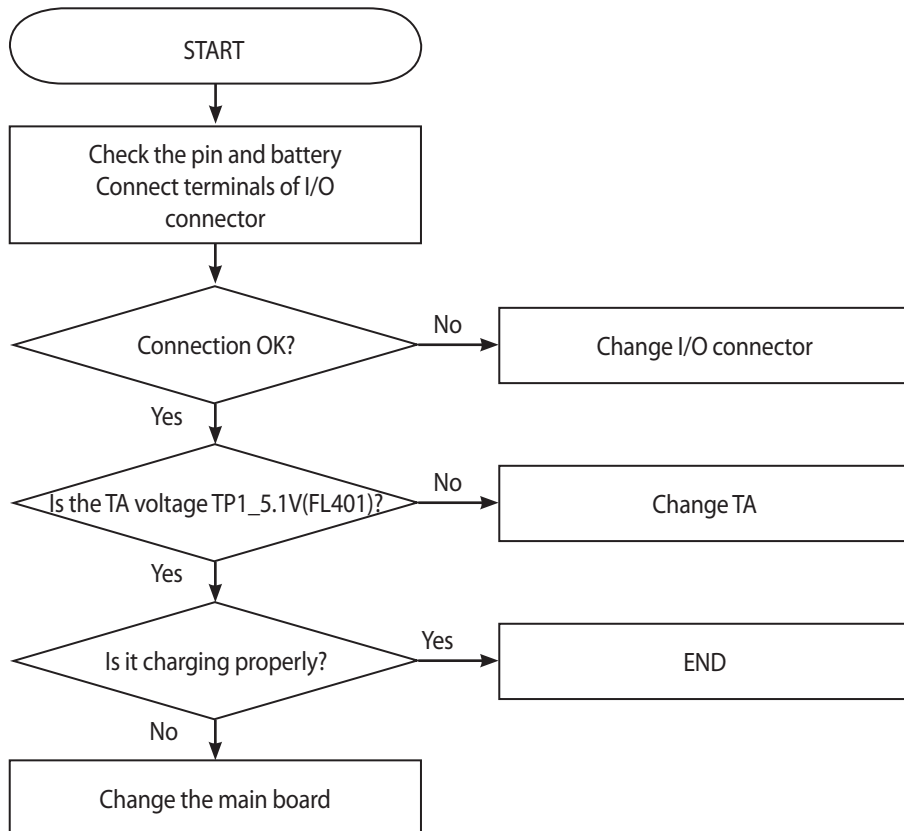 START
Check the pin and battery
Connect terminals of I/O
connector
Connection OK?
No
Change I/O connector
Yes
Is the TA voltage TP1_5.1V(FL401)?
No
Change TA
Yes
Is it charging properly?
Yes
END
No
Change the main board